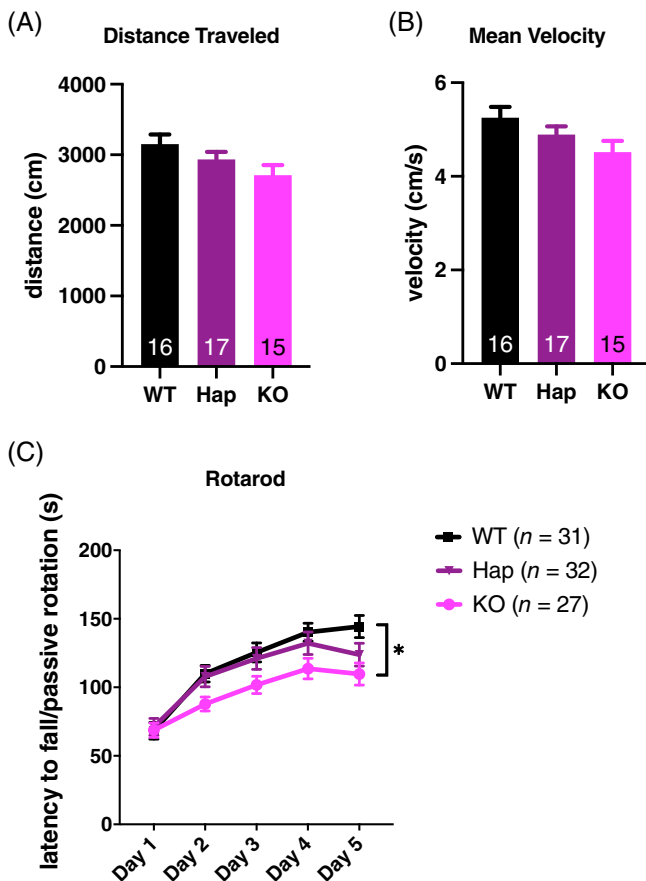 (A)
Distance Traveled
distance (cm)
4000
3000
2000
1000
0
16
17
15
WT
Hap
KO
(B)
Mean Velocity
velocity (cm/s)
6
4
2
0
16
17
15
WT
Hap
KO
(C)
Rotarod
latency to fall/passive rotation (s)
200
150
100
50
0
Day 1
Day 2
Day 3
Day 4
Day 5
*
WT (n = 31)
Hap (n = 32)
KO (n = 27)